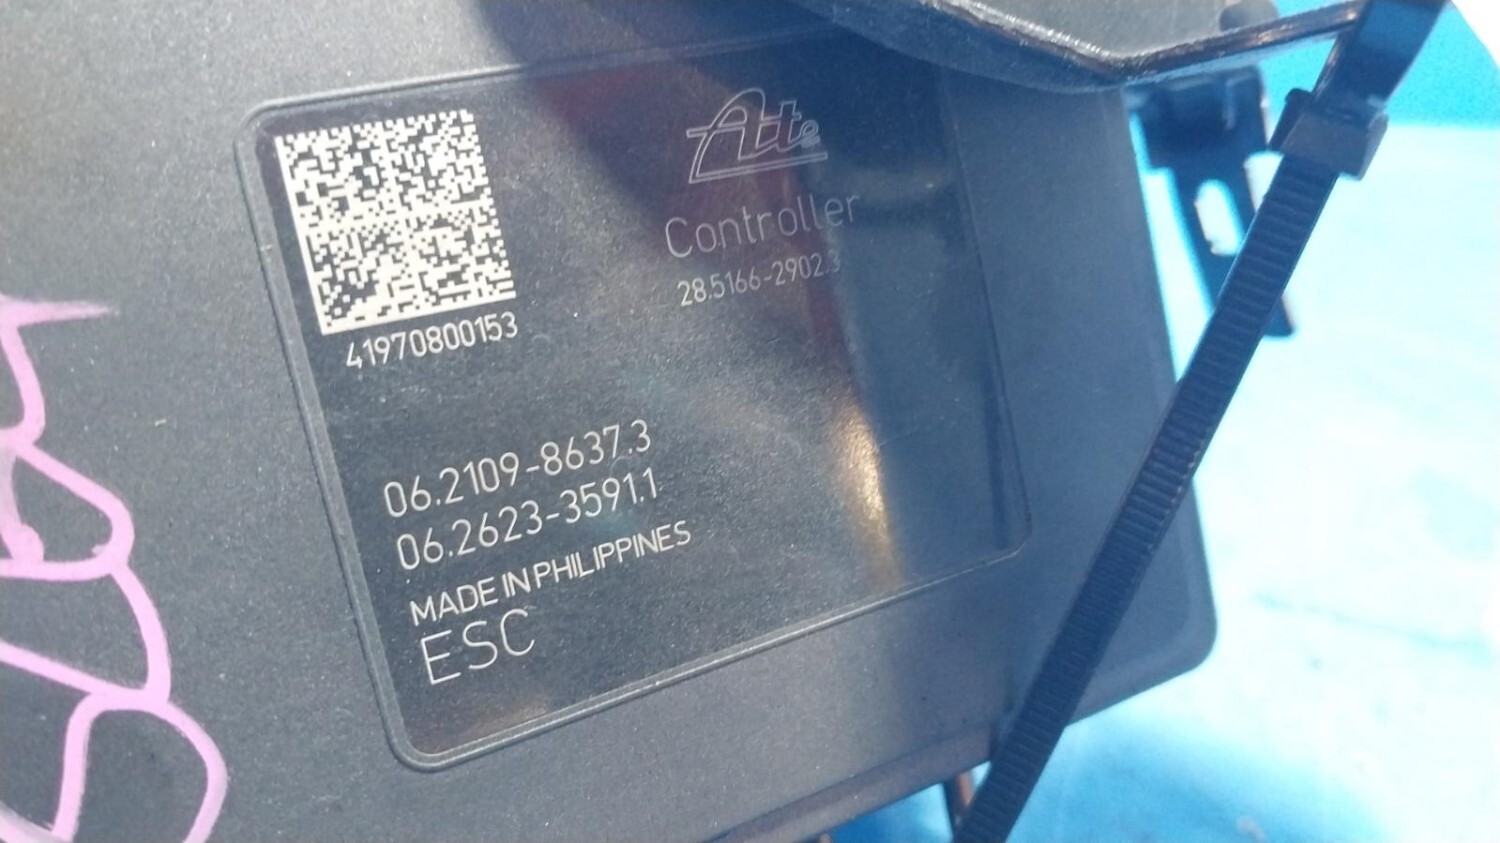 Ate
Controller
28.5166-2902.3
41970800153
06.2109-8637.3
06.2623-3591.1
MADE IN PHILIPPINES
ESC